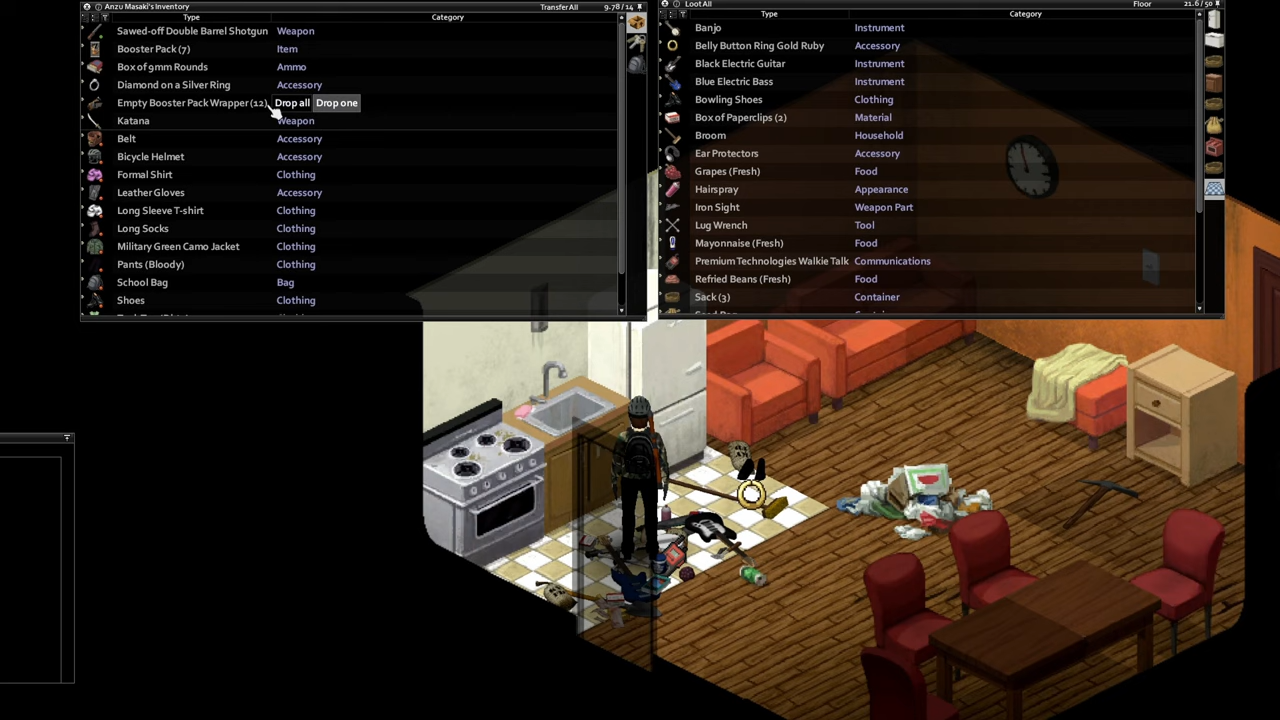 Anzu Masaki's Inventory Transfer All 9.78 / 14
Type Category
Sawed-off Double Barrel Shotgun Weapon
Booster Pack (7) Item
Box of 9mm Rounds Ammo
Diamond on a Silver Ring Accessory
Empty Booster Pack Wrapper (12) Drop all Drop one
Katana Weapon
Belt Accessory
Bicycle Helmet Accessory
Formal Shirt Clothing
Leather Gloves Accessory
Long Sleeve T-shirt Clothing
Long Socks Clothing
Military Green Camo Jacket Clothing
Pants (Bloody) Clothing
School Bag Bag
Shoes Clothing
Loot All Floor 21.6 / 50
Type Category
Banjo Instrument
Belly Button Ring Gold Ruby Accessory
Black Electric Guitar Instrument
Blue Electric Bass Instrument
Bowling Shoes Clothing
Box of Paperclips (2) Material
Broom Household
Ear Protectors Accessory
Grapes (Fresh) Food
Hairspray Appearance
Iron Sight Weapon Part
Lug Wrench Tool
Mayonnaise (Fresh) Food
Premium Technologies Walkie Talk Communications
Refried Beans (Fresh) Food
Sack (3) Container